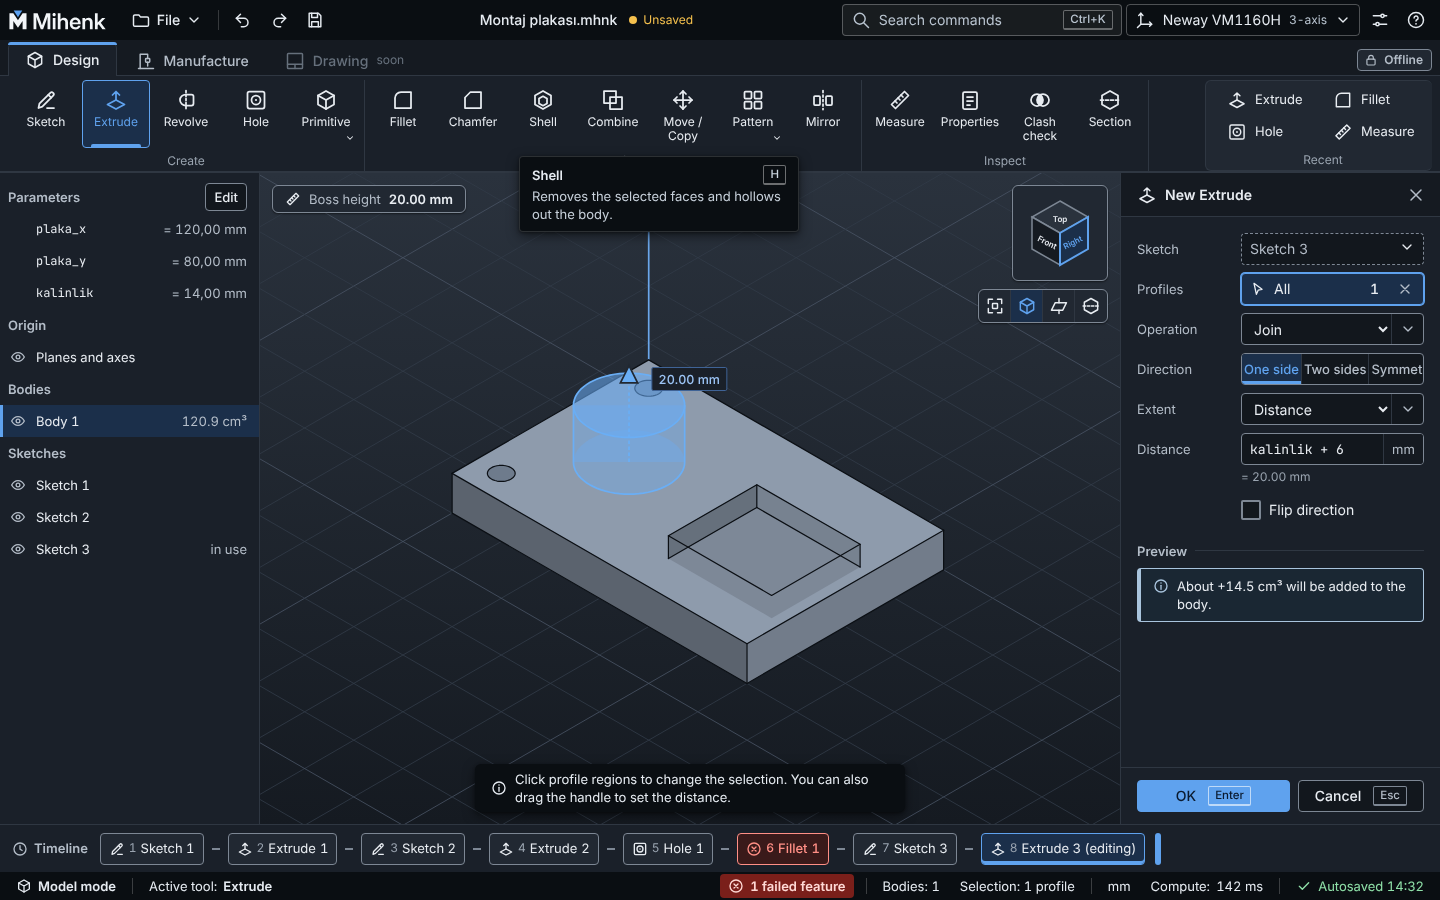 Mihenk
File
Montaj plakası.mhnk
Unsaved
Search commands
Ctrl+K
Neway VM1160H
3-axis
Design
Manufacture
Drawing
soon
Offline
Sketch
Extrude
Revolve
Hole
Primitive
Create
Fillet
Chamfer
Shell
Combine
Move /
Copy
Pattern
Mirror
Measure
Properties
Clash
check
Section
Inspect
Extrude
Fillet
Hole
Measure
Recent
Shell
H
Removes the selected faces and hollows
out the body.
Parameters
Edit
plaka_x
= 120,00 mm
plaka_y
= 80,00 mm
kalinlik
= 14,00 mm
Origin
Planes and axes
Bodies
Body 1
120.9 cm³
Sketches
Sketch 1
Sketch 2
Sketch 3
in use
Boss height 20.00 mm
Top
Front
Right
20.00 mm
Click profile regions to change the selection. You can also
drag the handle to set the distance.
New Extrude
Sketch
Sketch 3
Profiles
All
1
Operation
Join
Direction
One side
Two sides
Symmet
Extent
Distance
Distance
kalinlik + 6
mm
= 20.00 mm
Flip direction
Preview
About +14.5 cm³ will be added to the
body.
OK
Enter
Cancel
Esc
Timeline
1 Sketch 1
2 Extrude 1
3 Sketch 2
4 Extrude 2
5 Hole 1
6 Fillet 1
7 Sketch 3
8 Extrude 3 (editing)
Model mode
Active tool: Extrude
1 failed feature
Bodies: 1
Selection: 1 profile
mm
Compute: 142 ms
Autosaved 14:32